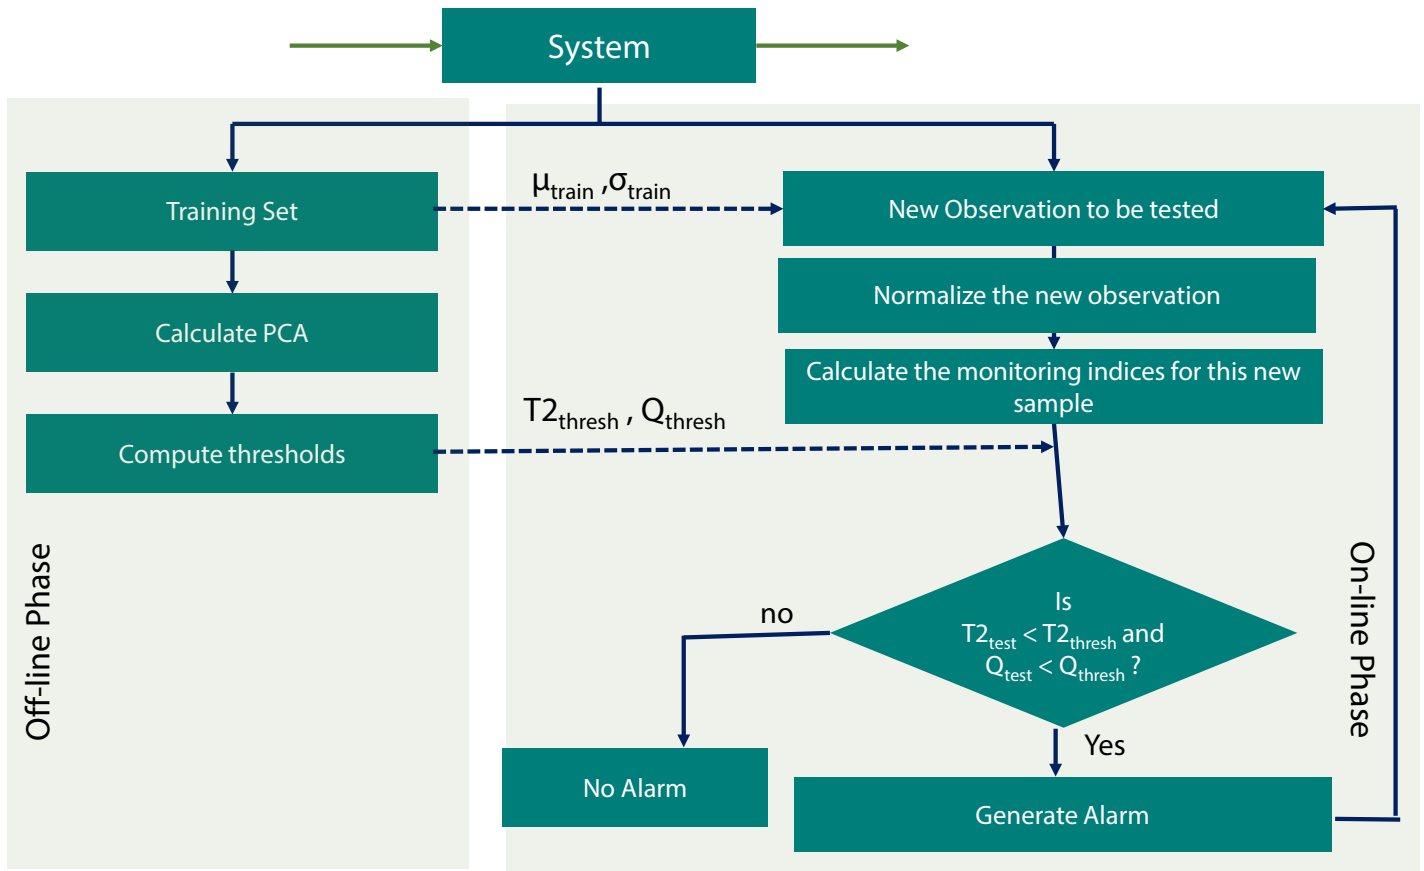 System
Training Set
μtrain ,σtrain
New Observation to be tested
Normalize the new observation
Calculate PCA
Calculate the monitoring indices for this new
sample
T2thresh , Qthresh
Compute thresholds
Off-line Phase
On-line Phase
Is
T2test < T2thresh and
Qtest < Qthresh ?
no
Yes
No Alarm
Generate Alarm